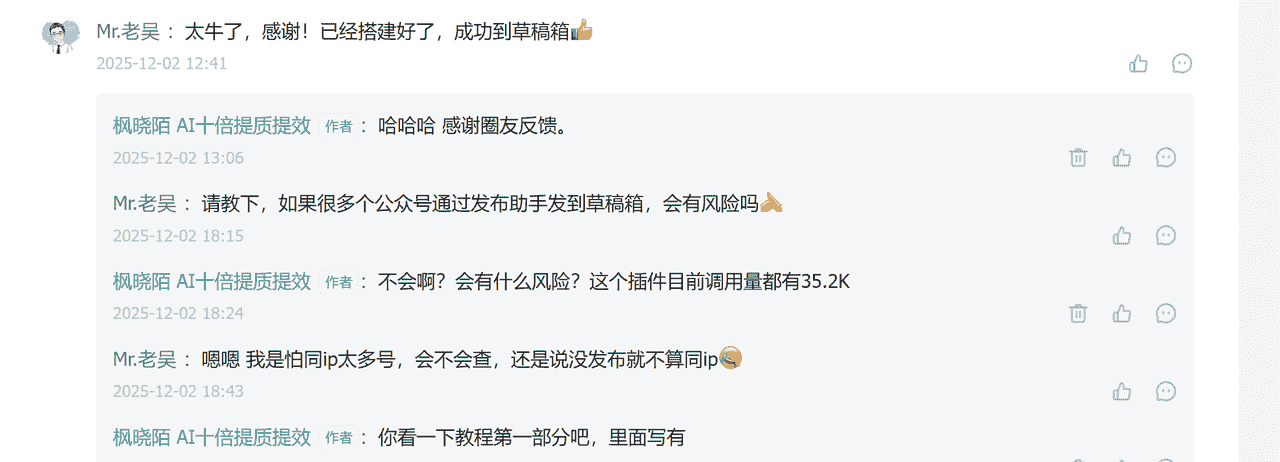 Mr.老吴 ： 太牛了，感谢！已经搭建好了，成功到草稿箱👍
2025-12-02 12:41
枫晓陌 AI十倍提质提效 作者 ： 哈哈哈 感谢圈友反馈。
2025-12-02 13:06
Mr.老吴 ： 请教下，如果很多个公众号通过发布助手发到草稿箱，会有风险吗
2025-12-02 18:15
枫晓陌 AI十倍提质提效 作者 ： 不会啊？会有什么风险？这个插件目前调用量都有35.2K
2025-12-02 18:24
Mr.老吴 ： 嗯嗯 我是怕同ip太多号，会不会查，还是说没发布就不算同ip
2025-12-02 18:43
枫晓陌 AI十倍提质提效 作者 ： 你看一下教程第一部分吧，里面写有